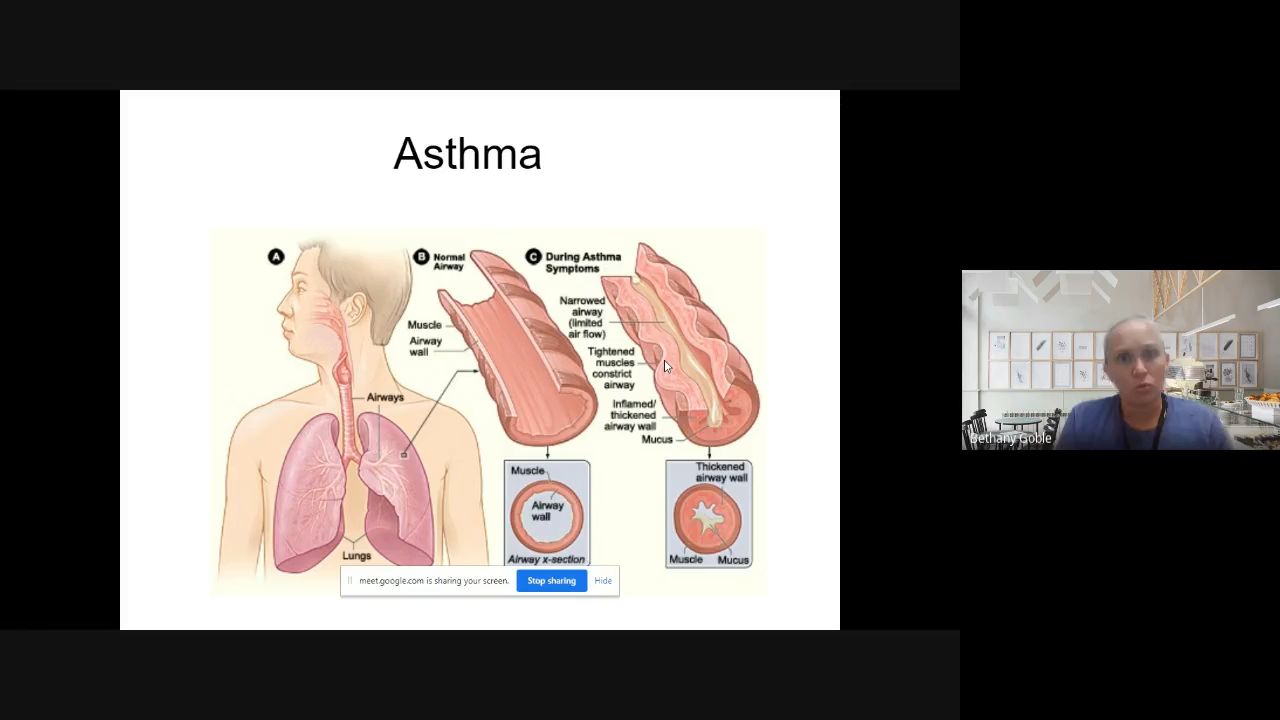 Asthma
A
B Normal
Airway
C During Asthma
Symptoms
Muscle
Airway
wall
Narrowed
airway
(limited
air flow)
Tightened
muscles
constrict
airway
Inflamed/
thickened
airway wall
Mucus
Airways
Lungs
Muscle
Airway
wall
Airway x-section
Thickened
airway wall
Muscle Mucus
meet.google.com is sharing your screen. Stop sharing Hide
Bethany Goble